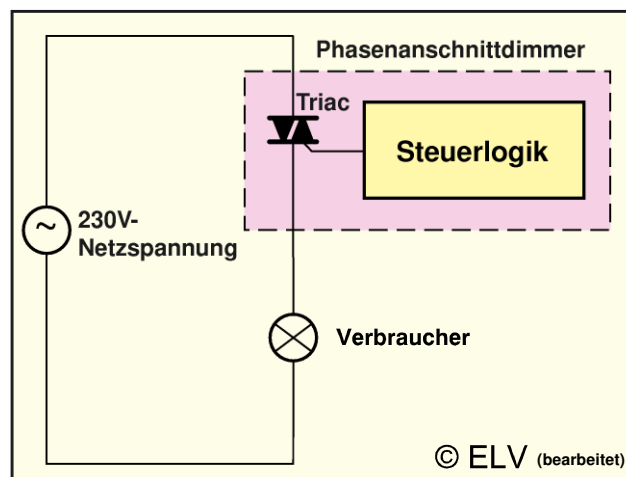 Phasenanschnittdimmer
Triac
Steuerlogik
~
230V-
Netzspannung
Verbraucher
© ELV (bearbeitet)